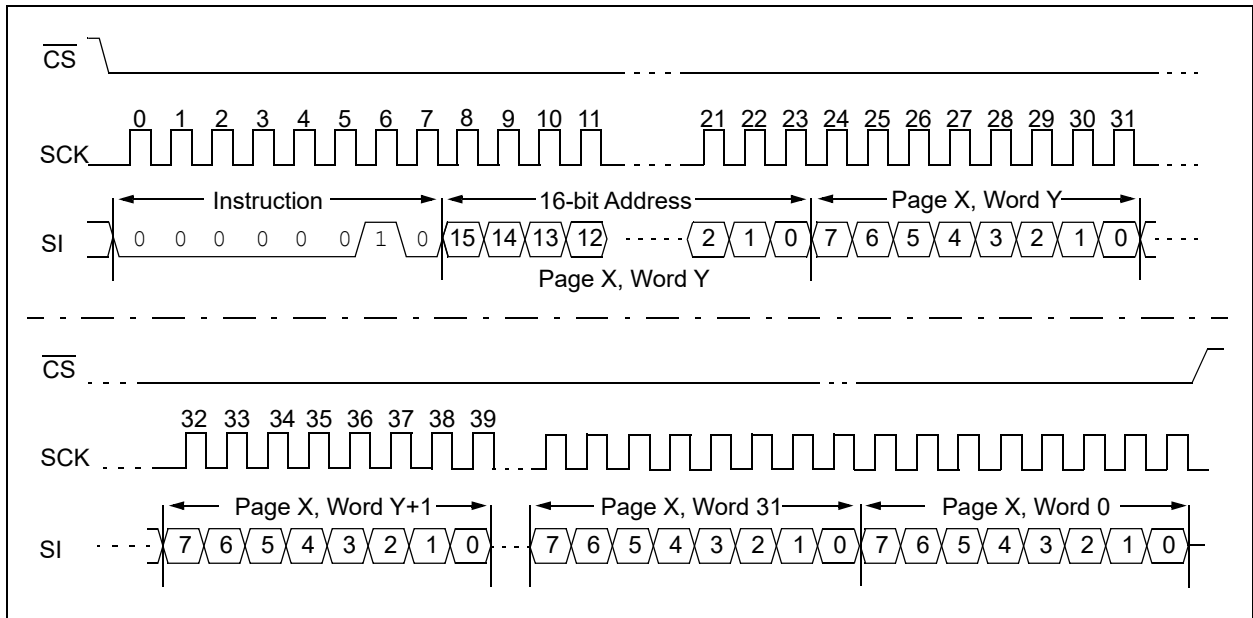 CS
0 1 2 3 4 5 6 7 8 9 10 11 21 22 23 24 25 26 27 28 29 30 31
SCK
Instruction 16-bit Address Page X, Word Y
SI 0 0 0 0 0 0 1 0 15 14 13 12 2 1 0 7 6 5 4 3 2 1 0
Page X, Word Y
CS
32 33 34 35 36 37 38 39
SCK
Page X, Word Y+1 Page X, Word 31 Page X, Word 0
SI 7 6 5 4 3 2 1 0 7 6 5 4 3 2 1 0 7 6 5 4 3 2 1 0